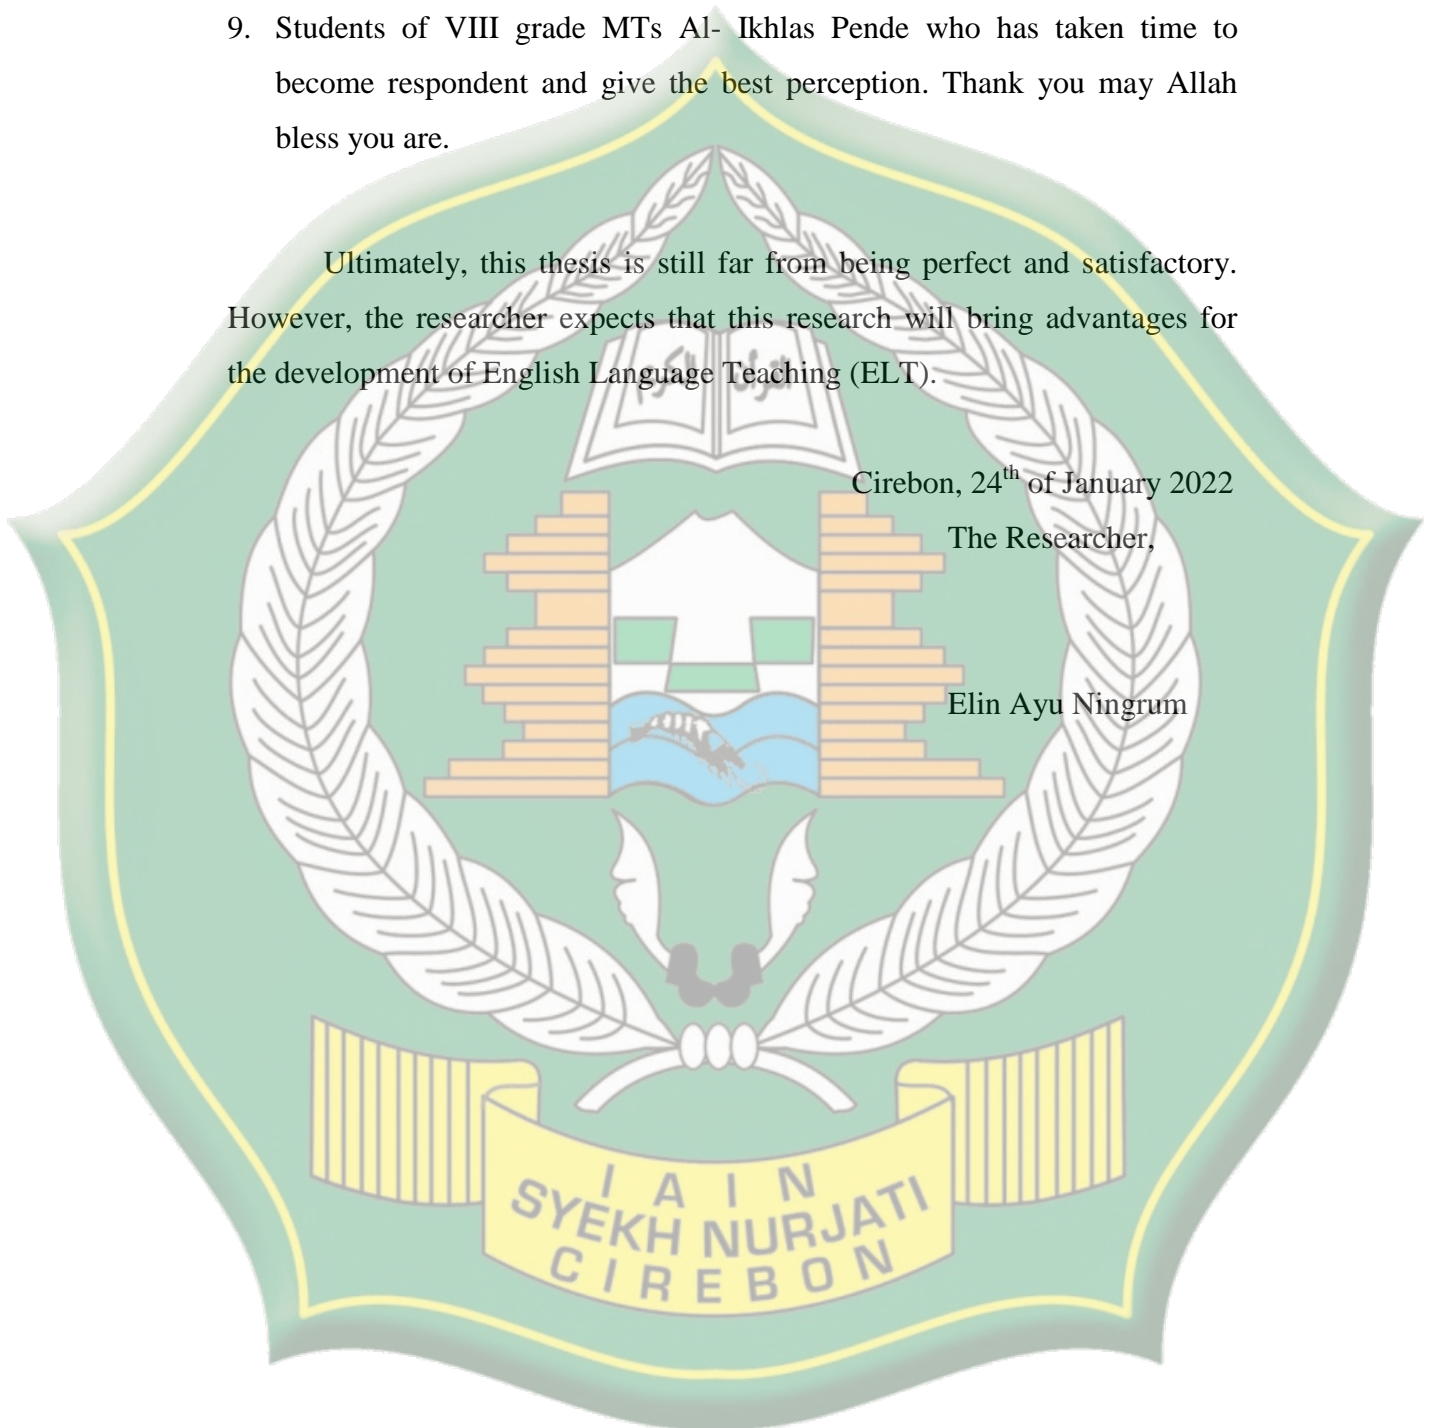 9. Students of VIII grade MTs Al- Ikhlas Pende who has taken time to
become respondent and give the best perception. Thank you may Allah
bless you are.
Ultimately, this thesis is still far from being perfect and satisfactory.
However, the researcher expects that this research will bring advantages for
the development of English Language Teaching (ELT).
القرآن الكريم
Cirebon, 24th of January 2022
The Researcher,
Elin Ayu Ningrum
IAIN
SYEKH NURJATI
CIREBON